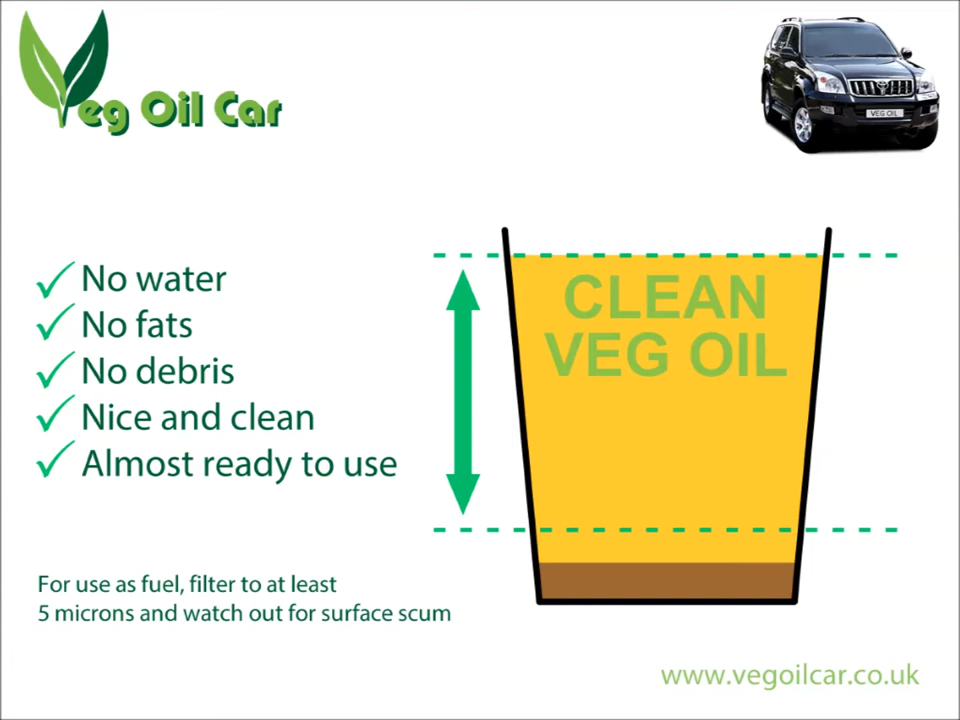 Veg Oil Car
VEG OIL
No water
No fats
No debris
Nice and clean
Almost ready to use
CLEAN
VEG OIL
For use as fuel, filter to at least
5 microns and watch out for surface scum
www.vegoilcar.co.uk